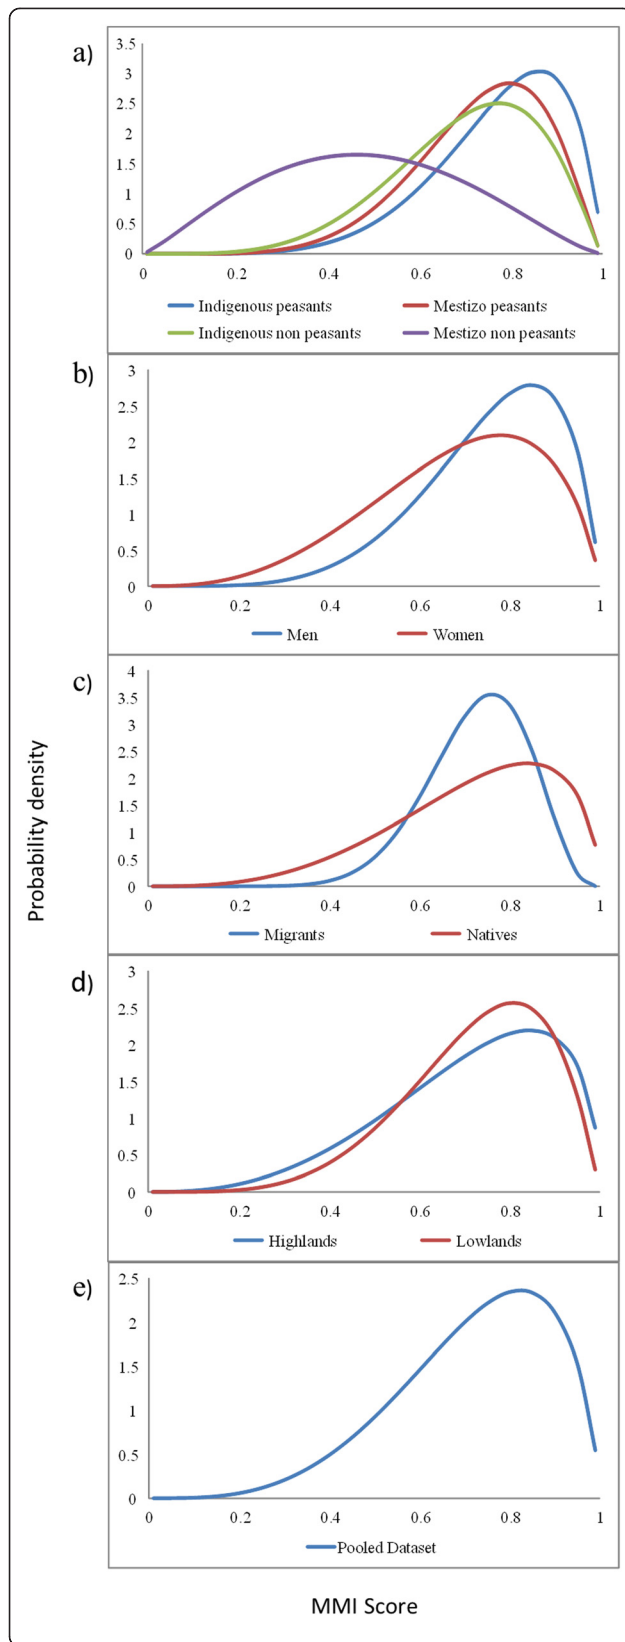 a)
3.5
3
2.5
2
1.5
1
0.5
0
0 0.2 0.4 0.6 0.8 1
Indigenous peasants Mestizo peasants
Indigenous non peasants Mestizo non peasants
b)
3
2.5
2
1.5
1
0.5
0
0 0.2 0.4 0.6 0.8 1
Men Women
c)
4
3.5
3
2.5
2
1.5
1
0.5
0
0 0.2 0.4 0.6 0.8 1
Migrants Natives
d)
3
2.5
2
1.5
1
0.5
0
0 0.2 0.4 0.6 0.8 1
Highlands Lowlands
e)
2.5
2
1.5
1
0.5
0
0 0.2 0.4 0.6 0.8 1
Pooled Dataset
Probability density
MMI Score